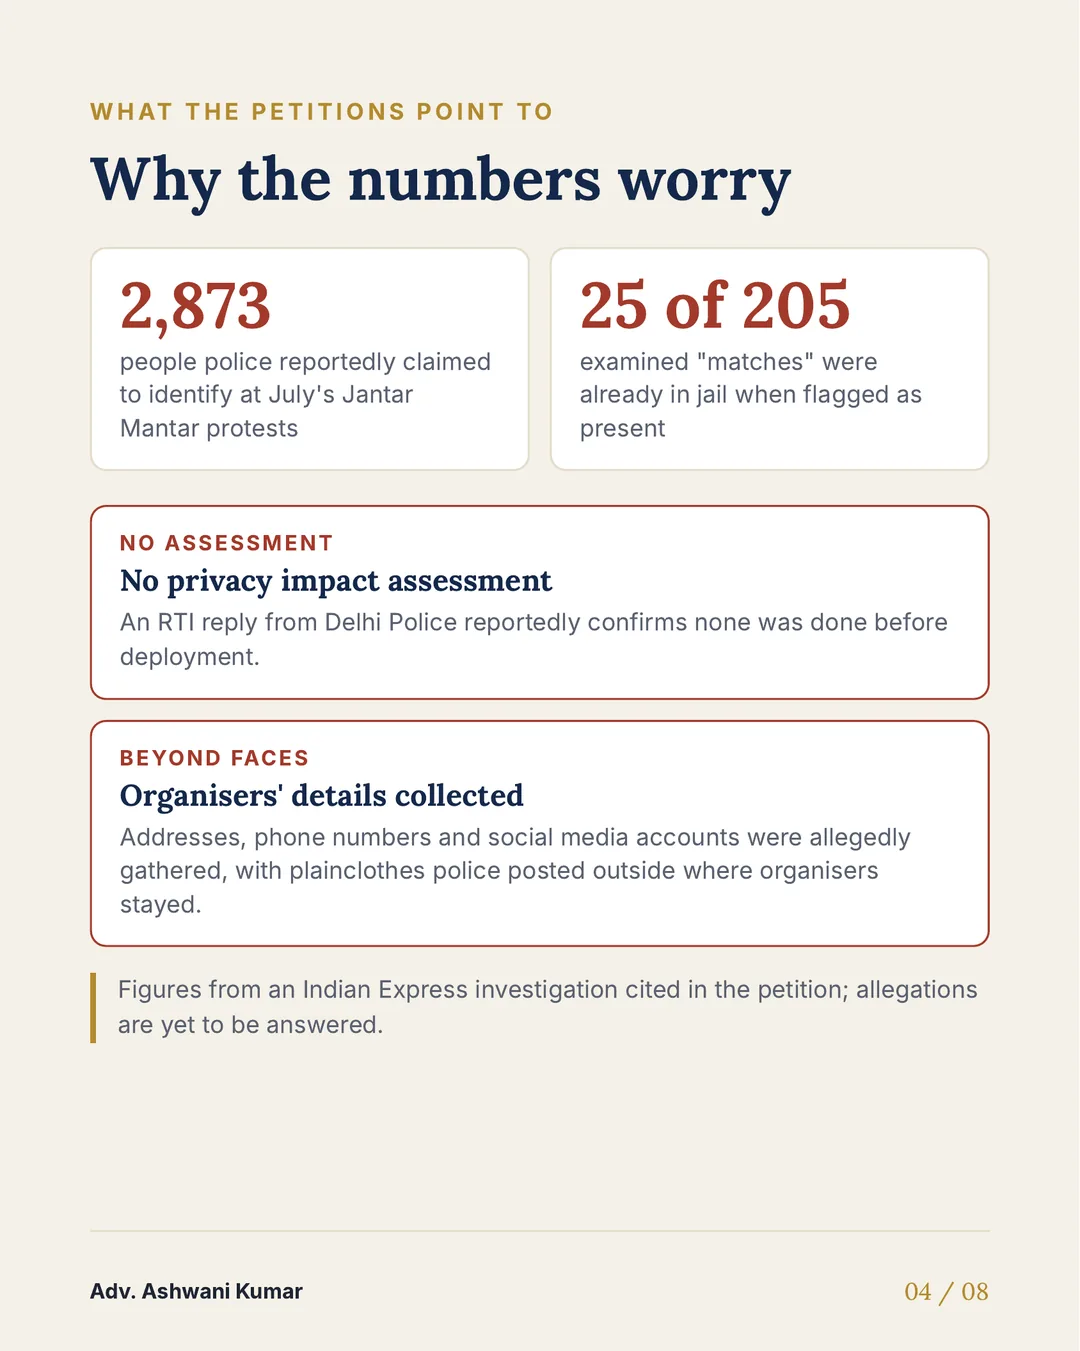 WHAT THE PETITIONS POINT TO
Why the numbers worry
2,873
people police reportedly claimed
to identify at July's Jantar
Mantar protests
25 of 205
examined "matches" were
already in jail when flagged as
present
NO ASSESSMENT
No privacy impact assessment
An RTI reply from Delhi Police reportedly confirms none was done before
deployment.
BEYOND FACES
Organisers' details collected
Addresses, phone numbers and social media accounts were allegedly
gathered, with plainclothes police posted outside where organisers
stayed.
Figures from an Indian Express investigation cited in the petition; allegations
are yet to be answered.
Adv. Ashwani Kumar
04 / 08